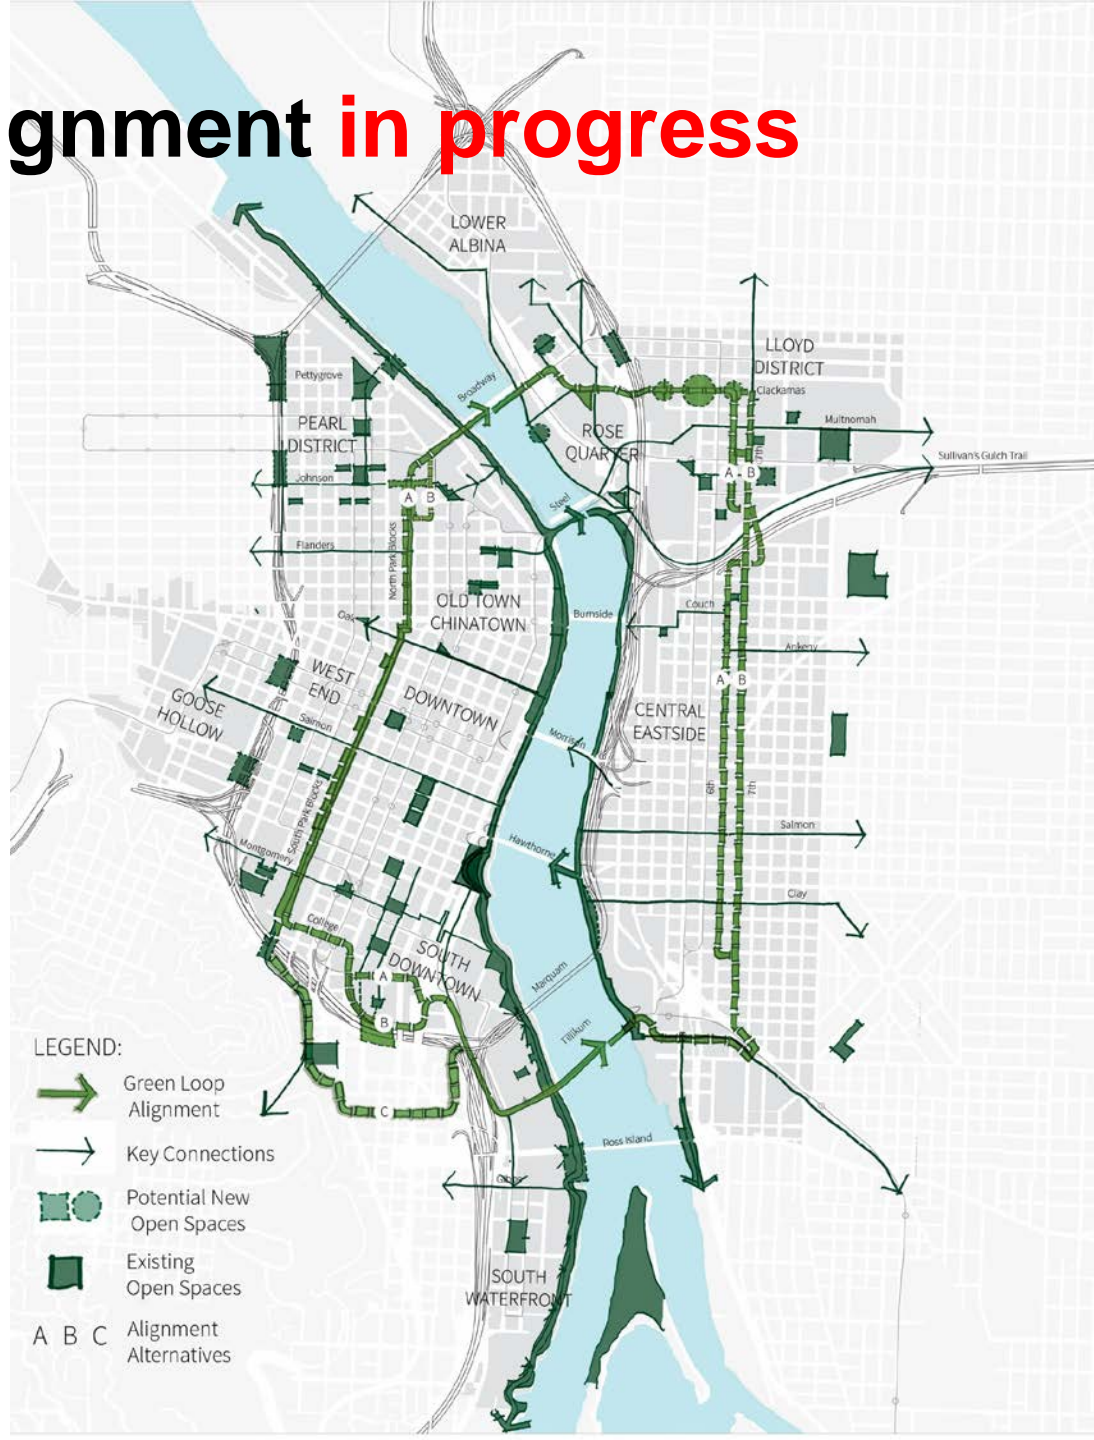 gnment in progress
LOWER
ALBINA
LLOYD
DISTRICT
Pettygrove
Broadway
Clackamas
PEARL
DISTRICT
ROSE
QUARTER
Multnomah
Sullivan's Gulch Trail
7th
Johnson
A B
A B
Steel
North Park Blocks
Flanders
OLD TOWN
CHINATOWN
Burnside
Couch
Oak
Ankeny
WEST
END
GOOSE
HOLLOW
DOWNTOWN
A B
CENTRAL
EASTSIDE
Salmon
Morrison
6th
7th
South Park Blocks
Salmon
Montgomery
Hawthorne
Clay
College
SOUTH
DOWNTOWN
A
Marquam
B
Tillikum
LEGEND:
Green Loop
Alignment
C
Key Connections
Ross Island
Potential New
Open Spaces
Existing
Open Spaces
SOUTH
WATERFRONT
A B C Alignment
Alternatives